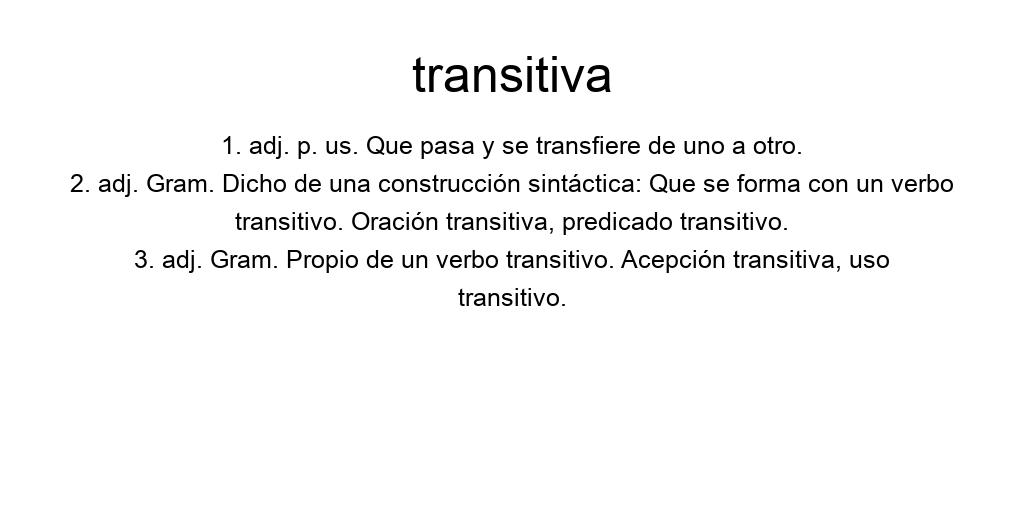 transitiva
1. adj. p. us. Que pasa y se transfiere de uno a otro.
2. adj. Gram. Dicho de una construcción sintáctica: Que se forma con un verbo
transitivo. Oración transitiva, predicado transitivo.
3. adj. Gram. Propio de un verbo transitivo. Acepción transitiva, uso
transitivo.